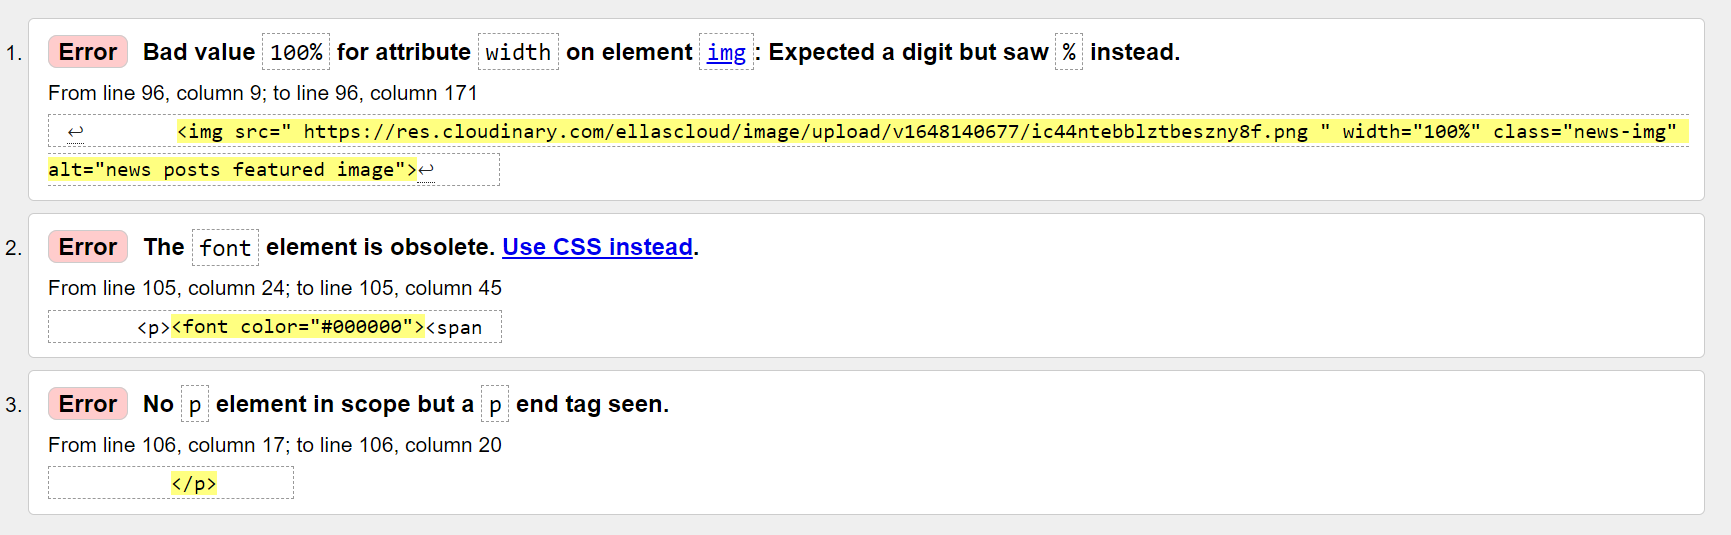 1. Error Bad value 100% for attribute width on element img: Expected a digit but saw % instead.
From line 96, column 9; to line 96, column 171
↩ <img src=" https://res.cloudinary.com/ellascloud/image/upload/v1648140677/ic44ntebblztbeszny8f.png " width="100%" class="news-img"
alt="news posts featured image">↩
2. Error The font element is obsolete. Use CSS instead.
From line 105, column 24; to line 105, column 45
<p><font color="#000000"><span
3. Error No p element in scope but a p end tag seen.
From line 106, column 17; to line 106, column 20
</p>